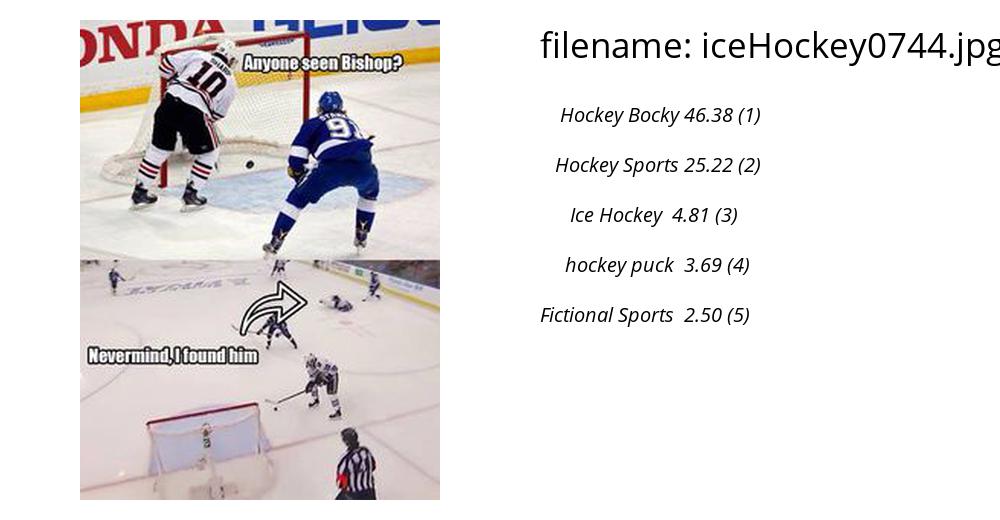 ONDA GEICO
Anyone seen Bishop?
10
91
Nevermind, I found him
filename: iceHockey0744.jpg
Hockey Bocky 46.38 (1)
Hockey Sports 25.22 (2)
Ice Hockey 4.81 (3)
hockey puck 3.69 (4)
Fictional Sports 2.50 (5)